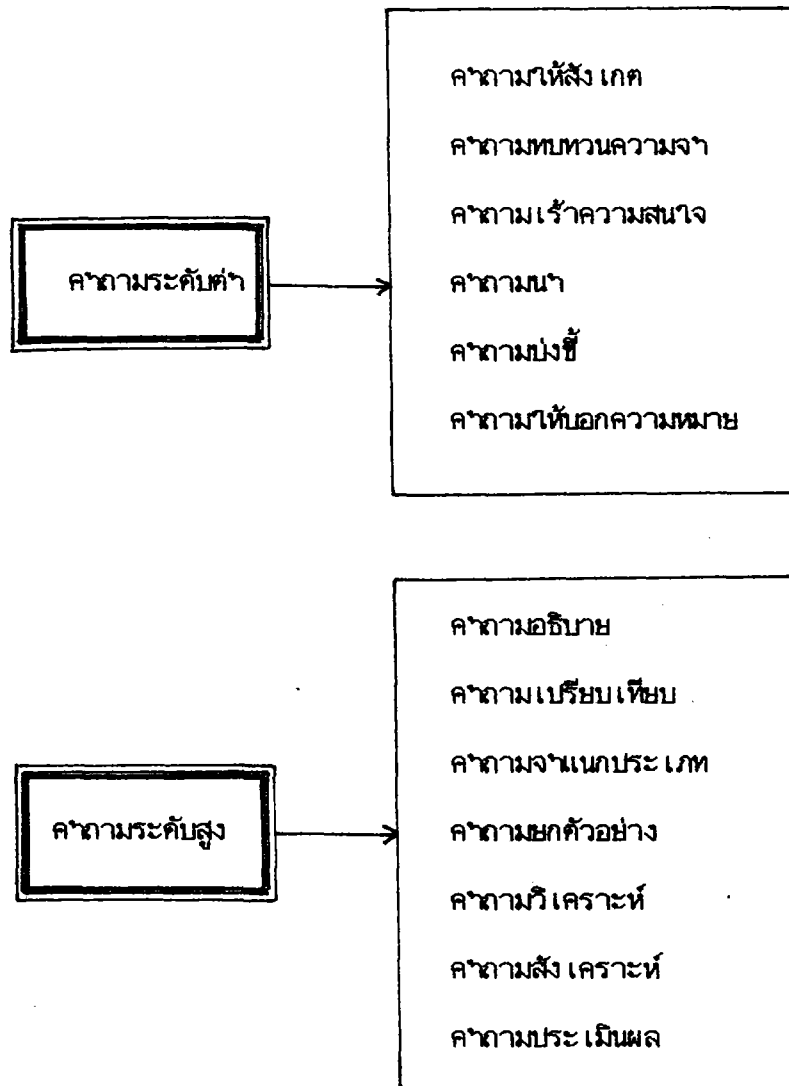 คำถามให้สังเกต
คำถามทบทวนความจำ
คำถามเร้าความสนใจ
คำถามระดับต่ำ
คำถามนำ
คำถามบ่งชี้
คำถามให้บอกความหมาย
คำถามอธิบาย
คำถามเปรียบเทียบ
คำถามจำแนกประเภท
คำถามระดับสูง
คำถามยกตัวอย่าง
คำถามวิเคราะห์
คำถามสังเคราะห์
คำถามประเมินผล